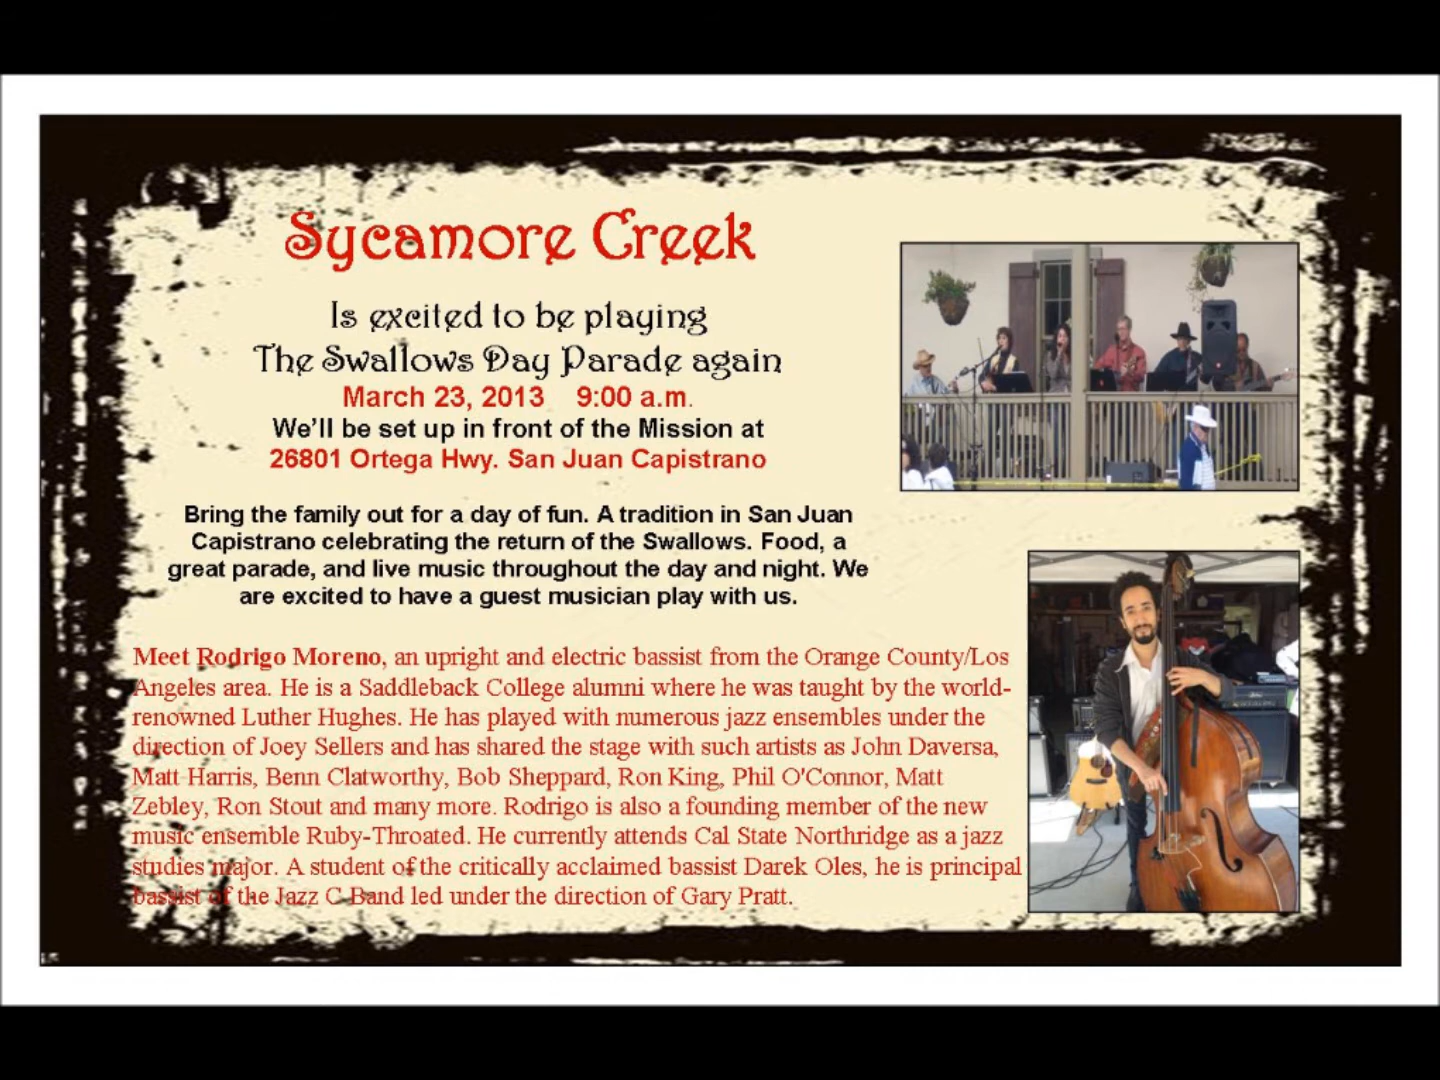 Sycamore Creek
Is excited to be playing
The Swallows Day Parade again
March 23, 2013 9:00 a.m.
We'll be set up in front of the Mission at
26801 Ortega Hwy. San Juan Capistrano
Bring the family out for a day of fun. A tradition in San Juan
Capistrano celebrating the return of the Swallows. Food, a
great parade, and live music throughout the day and night. We
are excited to have a guest musician play with us.
Meet Rodrigo Moreno, an upright and electric bassist from the Orange County/Los
Angeles area. He is a Saddleback College alumni where he was taught by the world-
renowned Luther Hughes. He has played with numerous jazz ensembles under the
direction of Joey Sellers and has shared the stage with such artists as John Daversa,
Matt Harris, Benn Clatworthy, Bob Sheppard, Ron King, Phil O'Connor, Matt
Zebley, Ron Stout and many more. Rodrigo is also a founding member of the new
music ensemble Ruby-Throated. He currently attends Cal State Northridge as a jazz
studies major. A student of the critically acclaimed bassist Darek Oles, he is principal
bassist of the Jazz C-Band led under the direction of Gary Pratt.